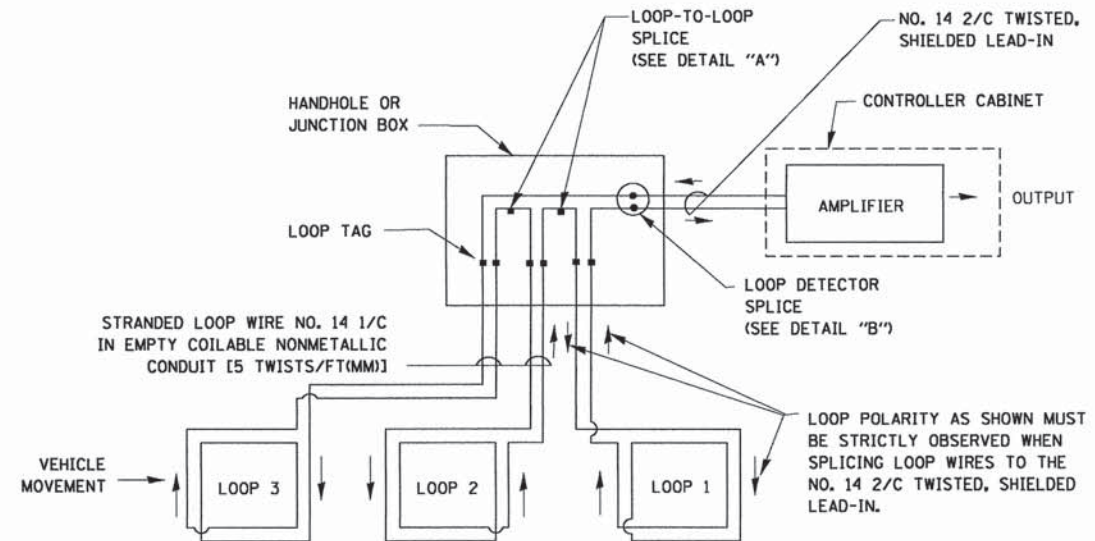 LOOP-TO-LOOP
SPLICE
(SEE DETAIL "A")
NO. 14 2/C TWISTED,
SHIELDED LEAD-IN
HANDHOLE OR
JUNCTION BOX
CONTROLLER CABINET
AMPLIFIER
OUTPUT
LOOP TAG
LOOP DETECTOR
SPLICE
(SEE DETAIL "B")
STRANDED LOOP WIRE NO. 14 1/C
IN EMPTY COILABLE NONMETALLIC
CONDUIT [5 TWISTS/FT(MM)]
LOOP POLARITY AS SHOWN MUST
BE STRICTLY OBSERVED WHEN
SPLICING LOOP WIRES TO THE
NO. 14 2/C TWISTED, SHIELDED
LEAD-IN.
VEHICLE
MOVEMENT
LOOP 3
LOOP 2
LOOP 1